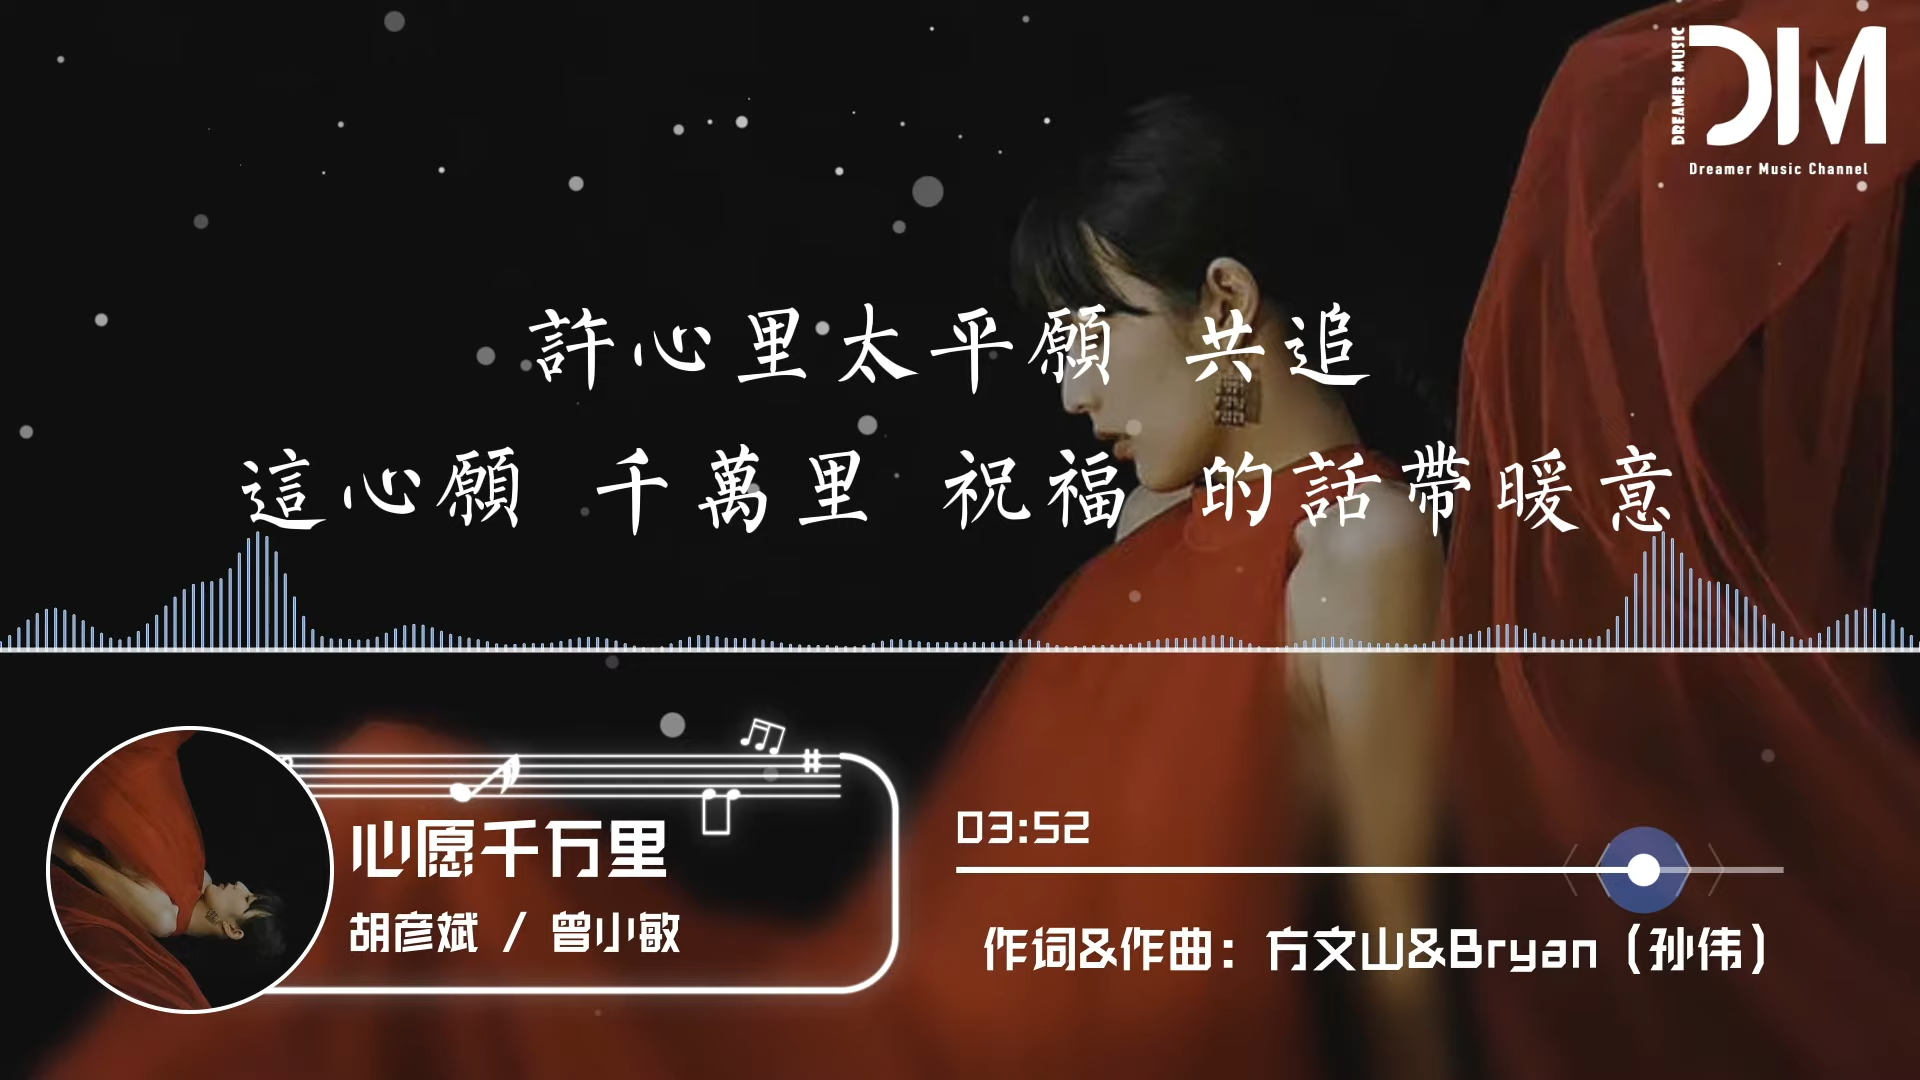 DREAMER MUSIC
DM
Dreamer Music Channel
許心里太平願 共追
這心願 千萬里 祝福 的話帶暖意
心愿千万里
胡彦斌 / 曾小敏
03:52
作词&作曲：方文山&Bryan（孙伟）